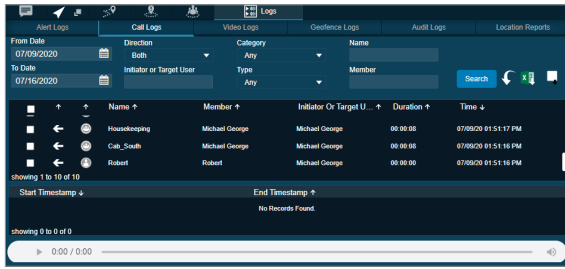 Logs
Alert Logs Call Logs Video Logs Geofence Logs Audit Logs Location Reports
From Date Direction Category Name
07/09/2020 Both Any
To Date Initiator or Target User Type Member
07/16/2020 Any Search
Name ↑ Member ↑ Initiator Or Target U... ↑ Duration ↑ Time ↓
Housekeeping Michael George Michael George 00:00:08 07/09/20 01:51:17 PM
Cab_South Michael George Michael George 00:00:08 07/09/20 01:51:16 PM
Robert Robert Michael George 00:00:08 07/09/20 01:51:16 PM
showing 1 to 10 of 10
Start Timestamp ↓ End Timestamp ↑
No Records Found.
showing 0 to 0 of 0
0:00 / 0:00